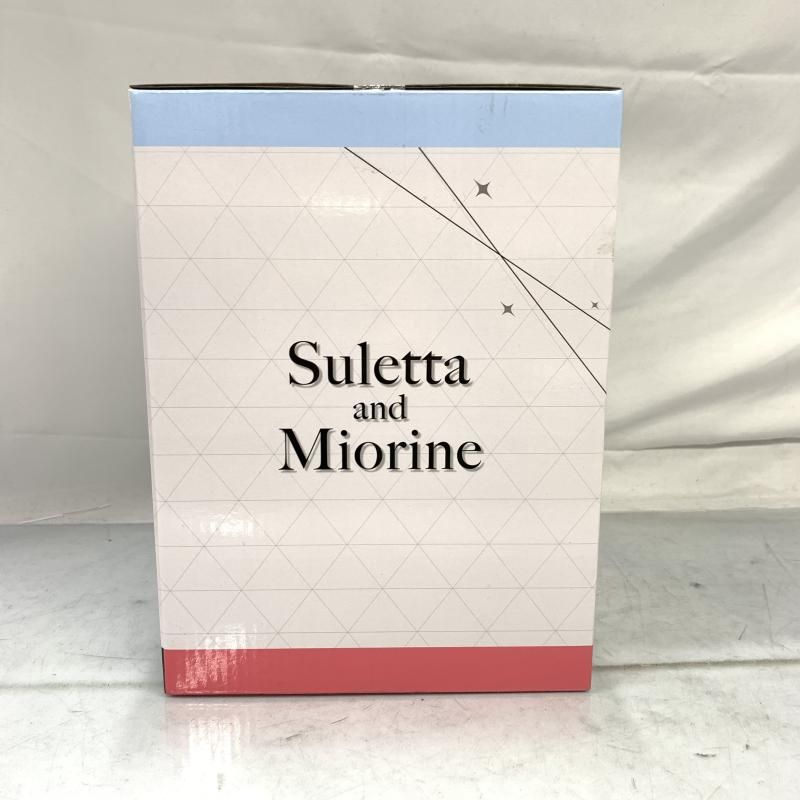 Suletta
and
Miorine